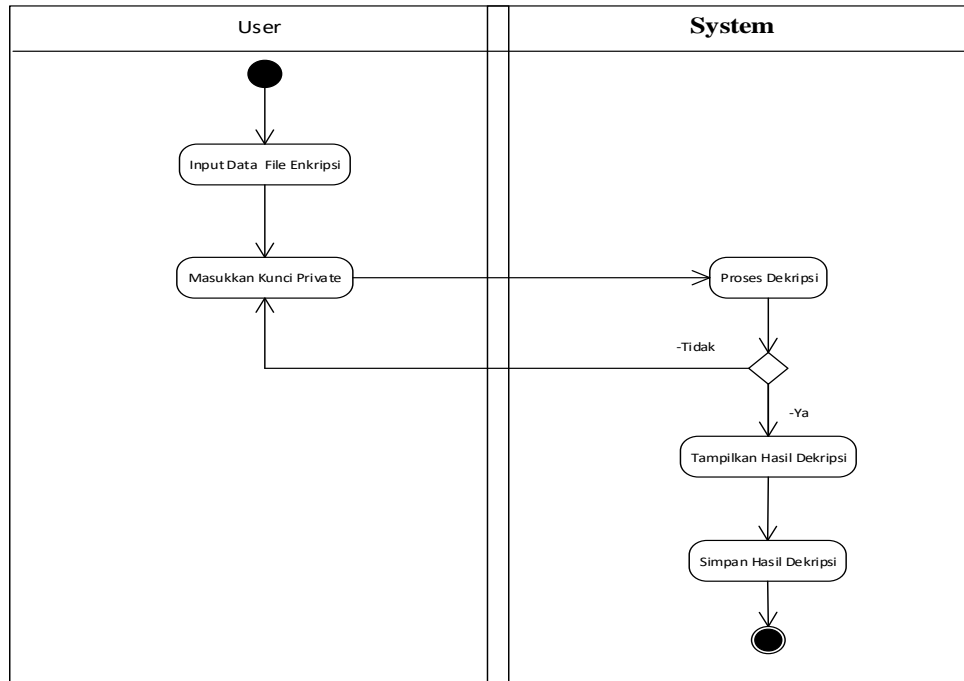 User
System
Input Data File Enkripsi
Masukkan Kunci Private
Proses Dekripsi
-Tidak
-Ya
Tampilkan Hasil Dekripsi
Simpan Hasil Dekripsi